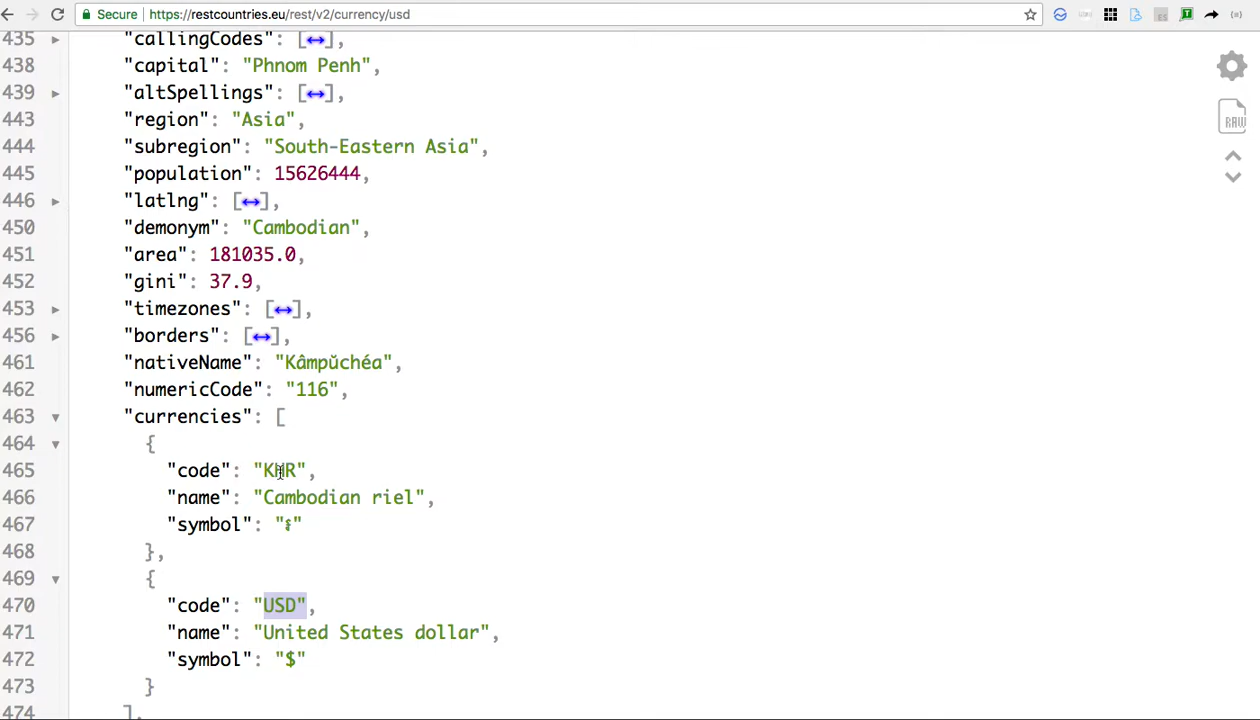 Secure https://restcountries.eu/rest/v2/currency/usd
435 "callingCodes": [↔],
438 "capital": "Phnom Penh",
439 "altSpellings": [↔],
443 "region": "Asia",
444 "subregion": "South-Eastern Asia",
445 "population": 15626444,
446 "latlng": [↔],
450 "demonym": "Cambodian",
451 "area": 181035.0,
452 "gini": 37.9,
453 "timezones": [↔],
456 "borders": [↔],
461 "nativeName": "Kâmpŭchéa",
462 "numericCode": "116",
463 "currencies": [
464 {
465 "code": "KHR",
466 "name": "Cambodian riel",
467 "symbol": "៛"
468 },
469 {
470 "code": "USD",
471 "name": "United States dollar",
472 "symbol": "$"
473 }
474 ],
RAW